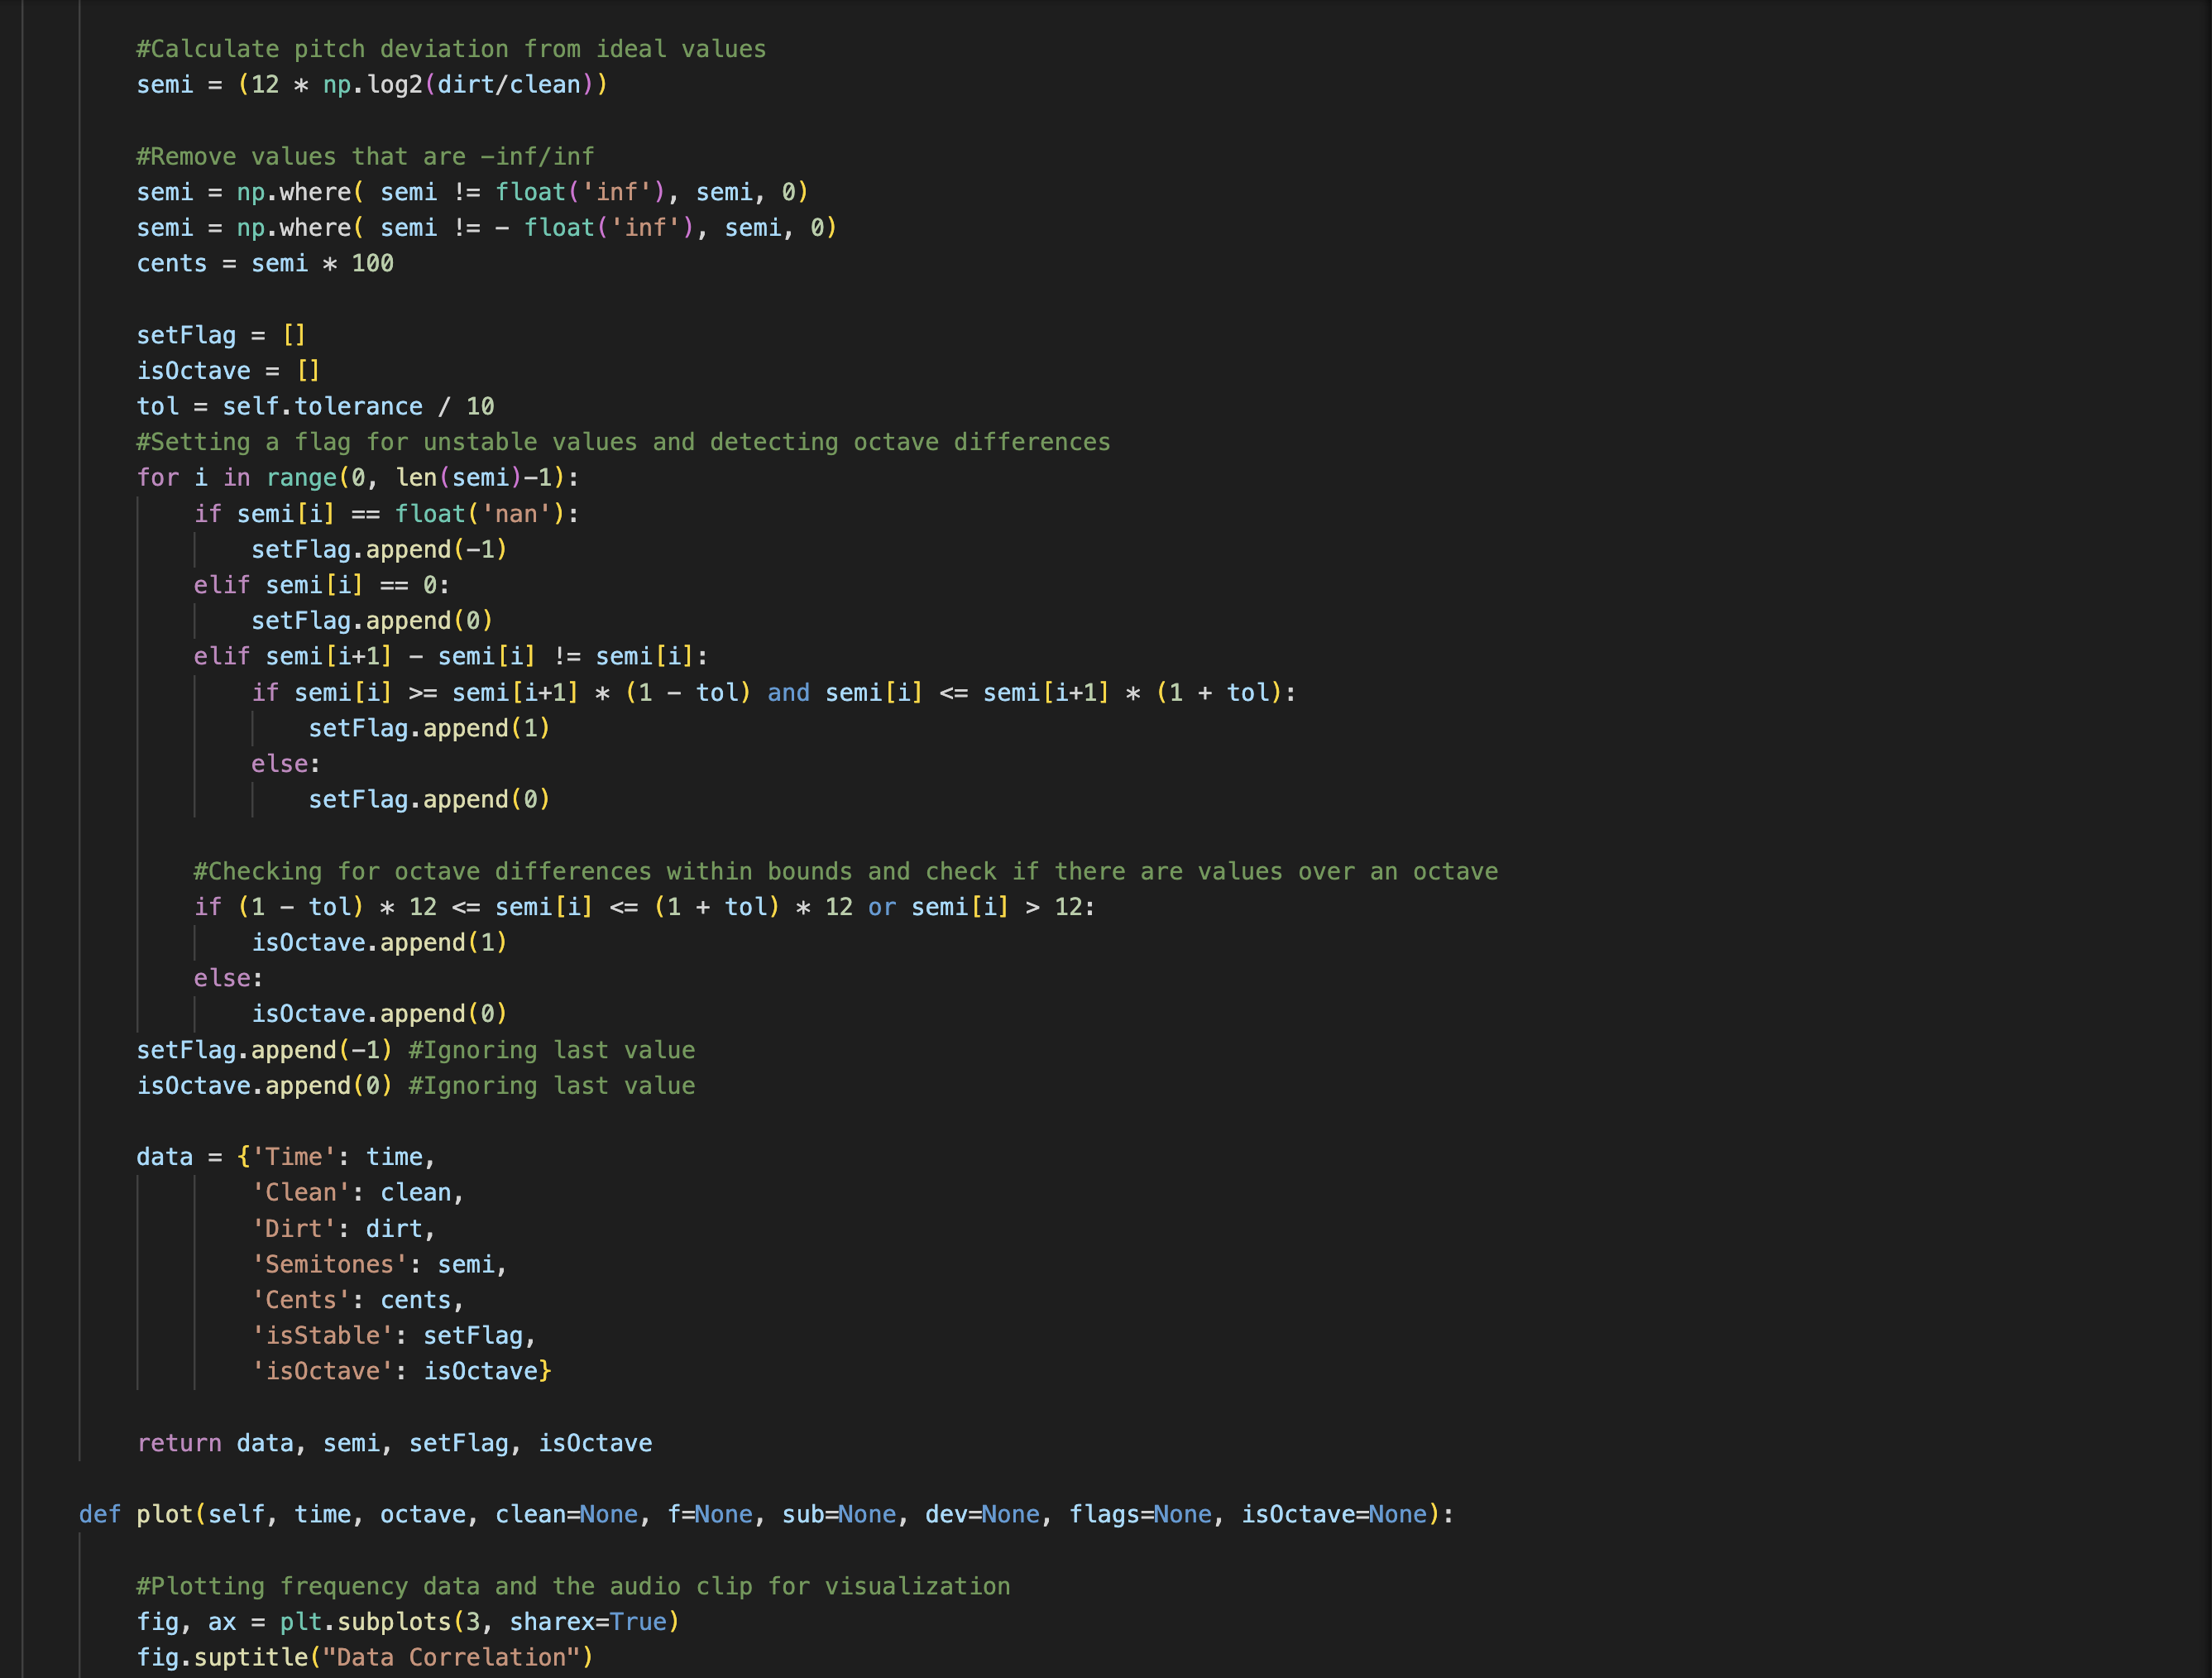 #Calculate pitch deviation from ideal values
semi = (12 * np.log2(dirt/clean))
#Remove values that are -inf/inf
semi = np.where( semi != float('inf'), semi, 0)
semi = np.where( semi != - float('inf'), semi, 0)
cents = semi * 100
setFlag = []
isOctave = []
tol = self.tolerance / 10
#Setting a flag for unstable values and detecting octave differences
for i in range(0, len(semi)-1):
if semi[i] == float('nan'):
setFlag.append(-1)
elif semi[i] == 0:
setFlag.append(0)
elif semi[i+1] - semi[i] != semi[i]:
if semi[i] >= semi[i+1] * (1 - tol) and semi[i] <= semi[i+1] * (1 + tol):
setFlag.append(1)
else:
setFlag.append(0)
#Checking for octave differences within bounds and check if there are values over an octave
if (1 - tol) * 12 <= semi[i] <= (1 + tol) * 12 or semi[i] > 12:
isOctave.append(1)
else:
isOctave.append(0)
setFlag.append(-1) #Ignoring last value
isOctave.append(0) #Ignoring last value
data = {'Time': time,
'Clean': clean,
'Dirt': dirt,
'Semitones': semi,
'Cents': cents,
'isStable': setFlag,
'isOctave': isOctave}
return data, semi, setFlag, isOctave
def plot(self, time, octave, clean=None, f=None, sub=None, dev=None, flags=None, isOctave=None):
#Plotting frequency data and the audio clip for visualization
fig, ax = plt.subplots(3, sharex=True)
fig.suptitle("Data Correlation")